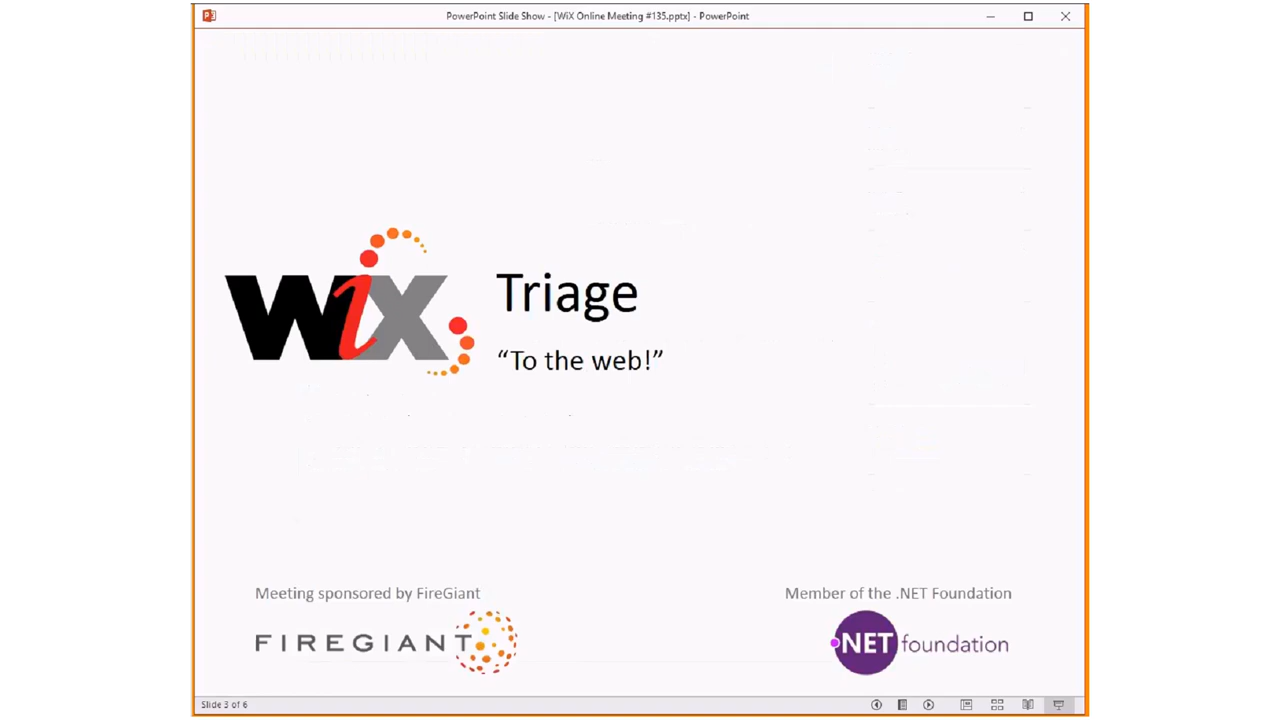 PowerPoint Slide Show - [WiX Online Meeting #135.pptx] - PowerPoint
WiX
Triage
“To the web!”
Meeting sponsored by FireGiant
Member of the .NET Foundation
FIREGIANT
.NET foundation
Slide 3 of 6